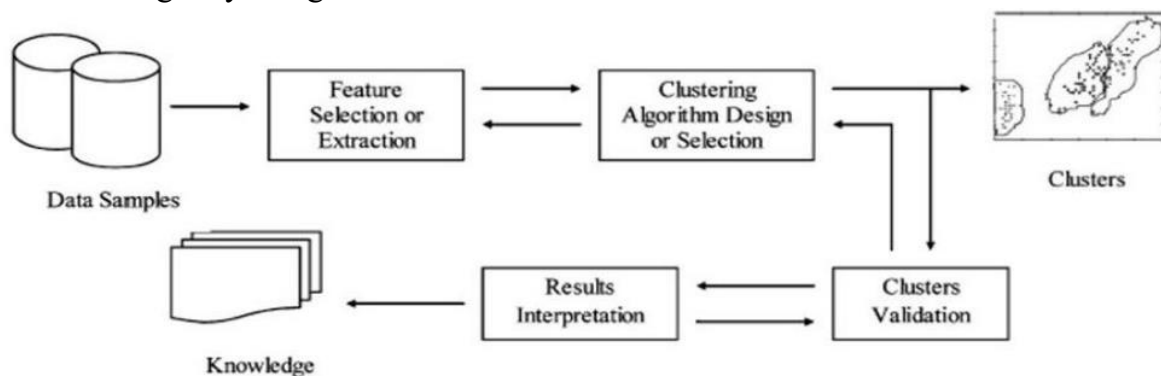 Feature
Selection or
Extraction
Clustering
Algorithm Design
or Selection
Clusters
Data Samples
Results
Interpretation
Clusters
Validation
Knowledge